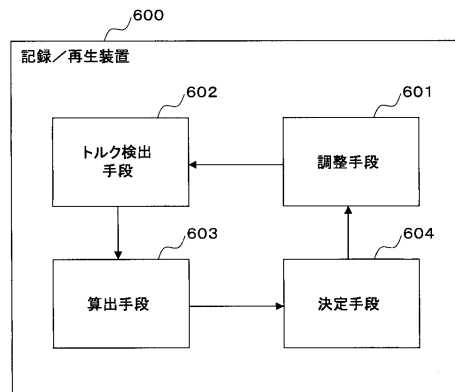 600
記録／再生装置
602
トルク検出
手段
601
調整手段
603
算出手段
604
決定手段